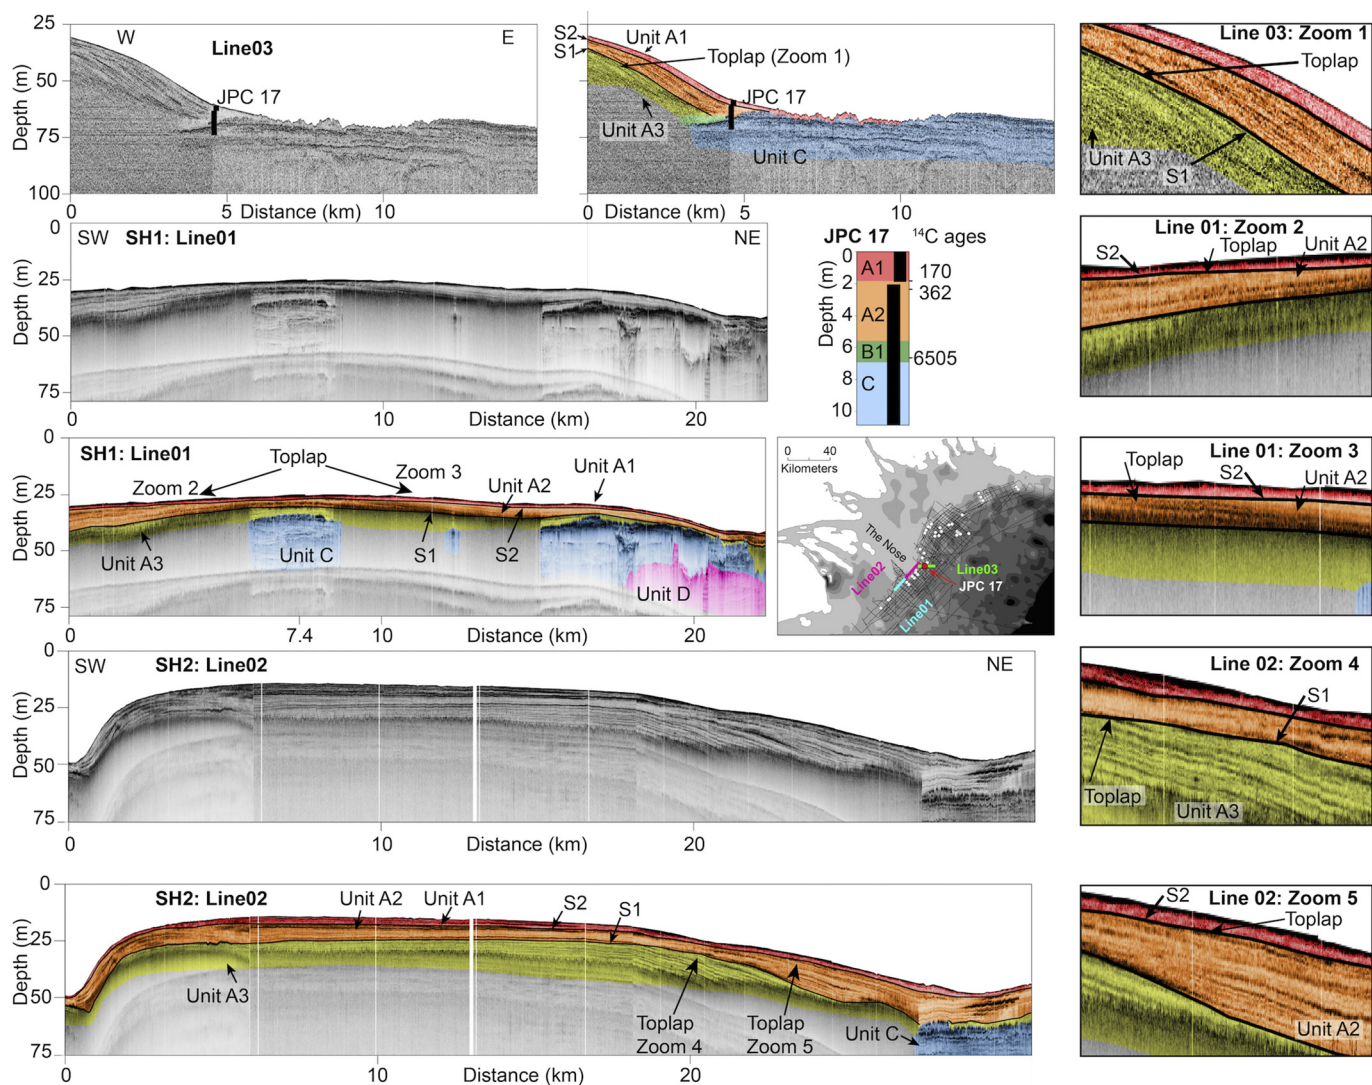 Line03
W
E
JPC 17
Depth (m)
25
50
75
100
0
5
10
Distance (km)
S2
S1
Unit A1
Toplap (Zoom 1)
JPC 17
Unit A3
Unit C
0
5
10
Distance (km)
Line 03: Zoom 1
Toplap
Unit A3
S1
SW
SH1: Line01
NE
Depth (m)
0
25
50
75
0
10
20
Distance (km)
JPC 17
14C ages
Depth (m)
0
2
4
6
8
10
A1
A2
B1
C
170
362
6505
Line 01: Zoom 2
S2
Toplap
Unit A2
SH1: Line01
Toplap
Zoom 2
Zoom 3
Unit A1
Unit A2
Unit A3
Unit C
S1
S2
Unit D
Depth (m)
0
25
50
75
0
7.4
10
20
Distance (km)
0 40
Kilometers
The Nose
Line02
Line03
JPC 17
Line01
Line 01: Zoom 3
Toplap
S2
Unit A2
SW
SH2: Line02
NE
Depth (m)
0
25
50
75
0
10
20
Distance (km)
Line 02: Zoom 4
S1
Toplap
Unit A3
SH2: Line02
Unit A2
Unit A1
S2
S1
Unit A3
Toplap
Zoom 4
Toplap
Zoom 5
Unit C
Depth (m)
0
25
50
75
0
10
20
Distance (km)
Line 02: Zoom 5
S2
Toplap
Unit A2